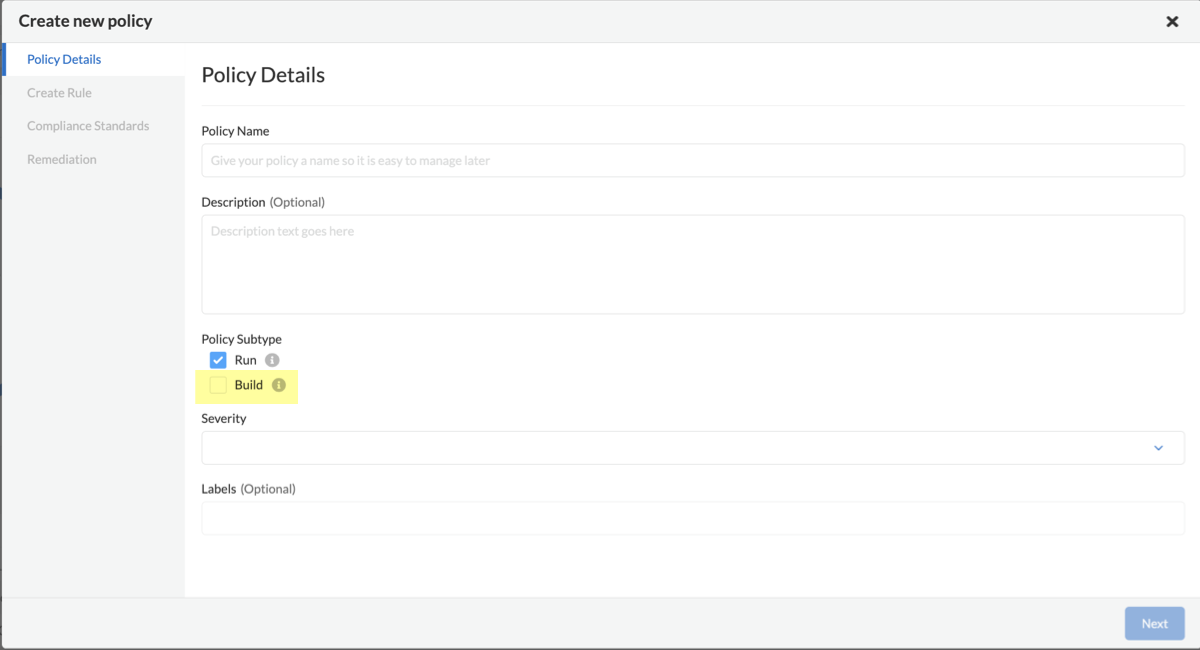 Create new policy
Policy Details
Create Rule
Compliance Standards
Remediation
Policy Details
Policy Name
Give your policy a name so it is easy to manage later
Description (Optional)
Description text goes here
Policy Subtype
Run
Build
Severity
Labels (Optional)
Next